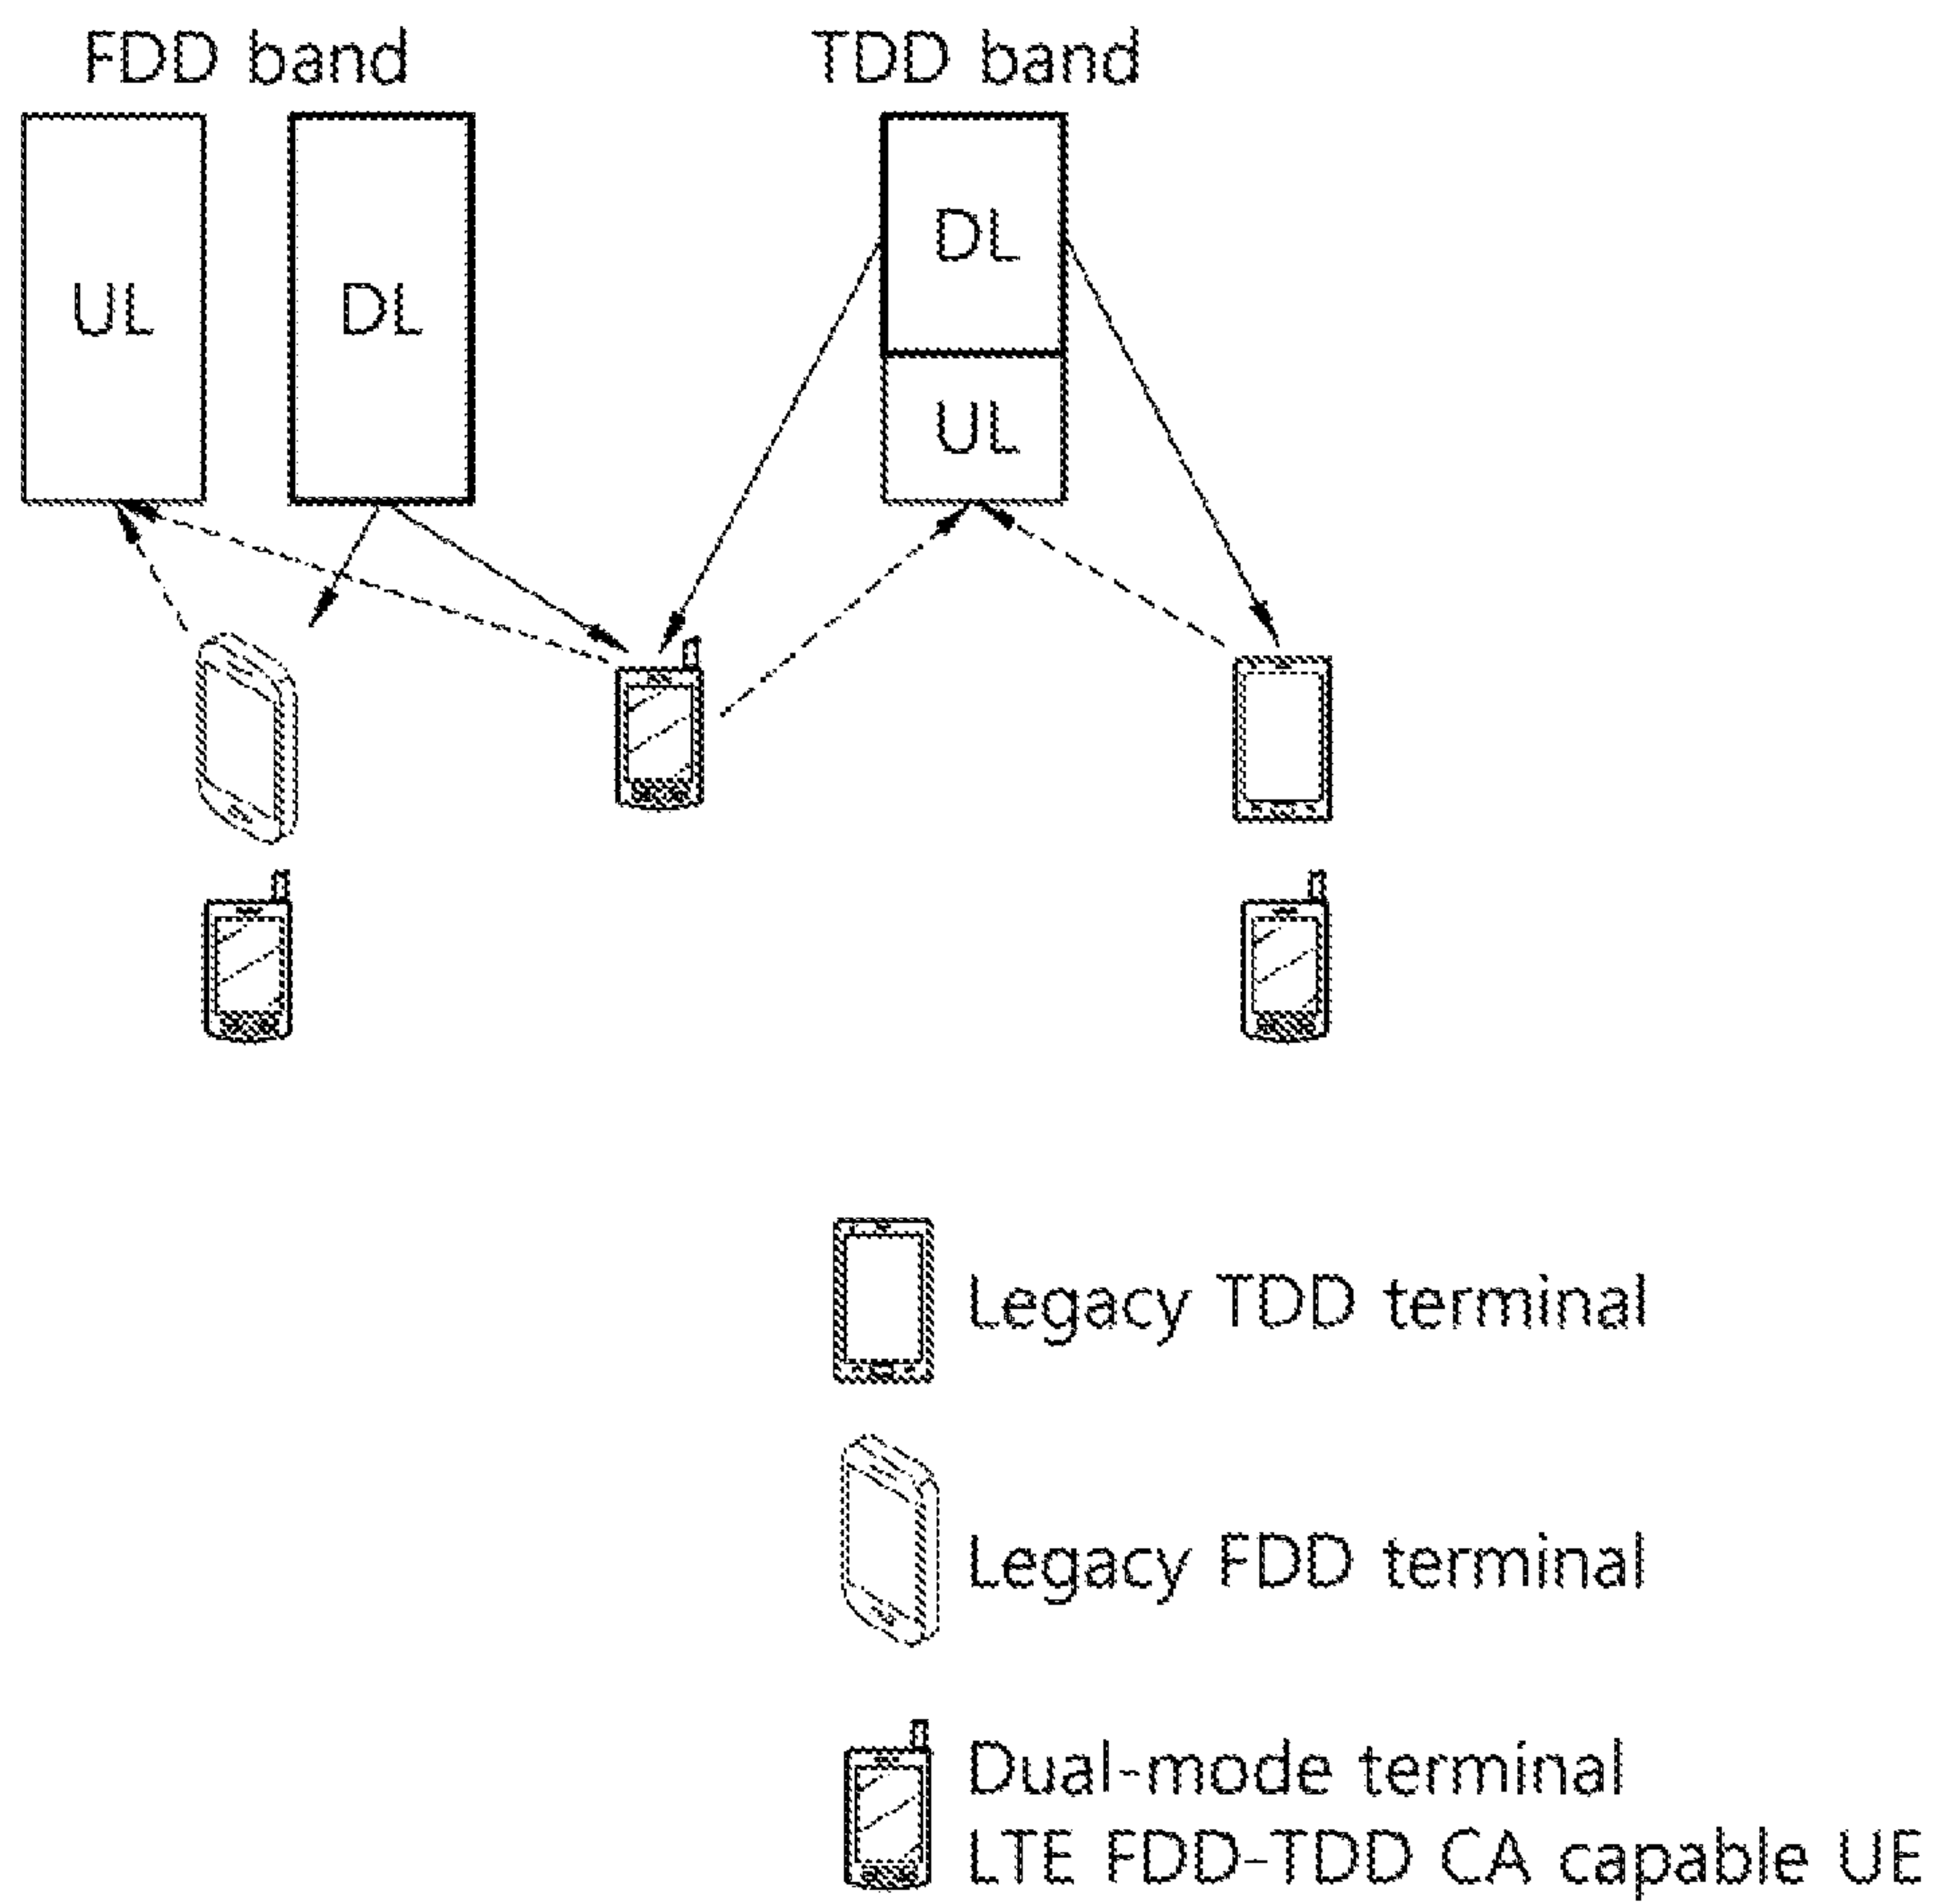 FDD band
TDD band
UL
DL
DL
UL
Legacy TDD terminal
Legacy FDD terminal
Dual-mode terminal
LTE FDD-TDD CA capable UE